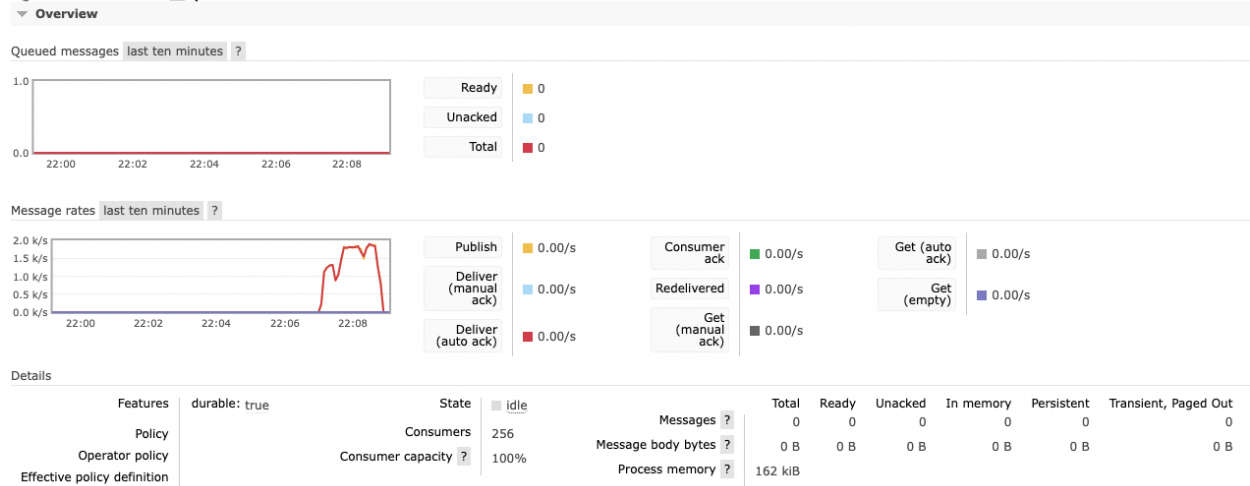 Overview
Queued messages last ten minutes ?
1.0
0.0
22:00 22:02 22:04 22:06 22:08
Ready 0
Unacked 0
Total 0
Message rates last ten minutes ?
2.0 k/s
1.5 k/s
1.0 k/s
0.5 k/s
0.0 k/s
22:00 22:02 22:04 22:06 22:08
Publish 0.00/s
Deliver
(manual
ack) 0.00/s
Deliver
(auto ack) 0.00/s
Consumer
ack 0.00/s
Redelivered 0.00/s
Get
(manual
ack) 0.00/s
Get (auto
ack) 0.00/s
Get
(empty) 0.00/s
Details
Features durable: true
Policy
Operator policy
Effective policy definition
State idle
Consumers 256
Consumer capacity ? 100%
Total Ready Unacked In memory Persistent Transient, Paged Out
Messages ? 0 0 0 0 0 0
Message body bytes ? 0 B 0 B 0 B 0 B 0 B 0 B
Process memory ? 162 kiB